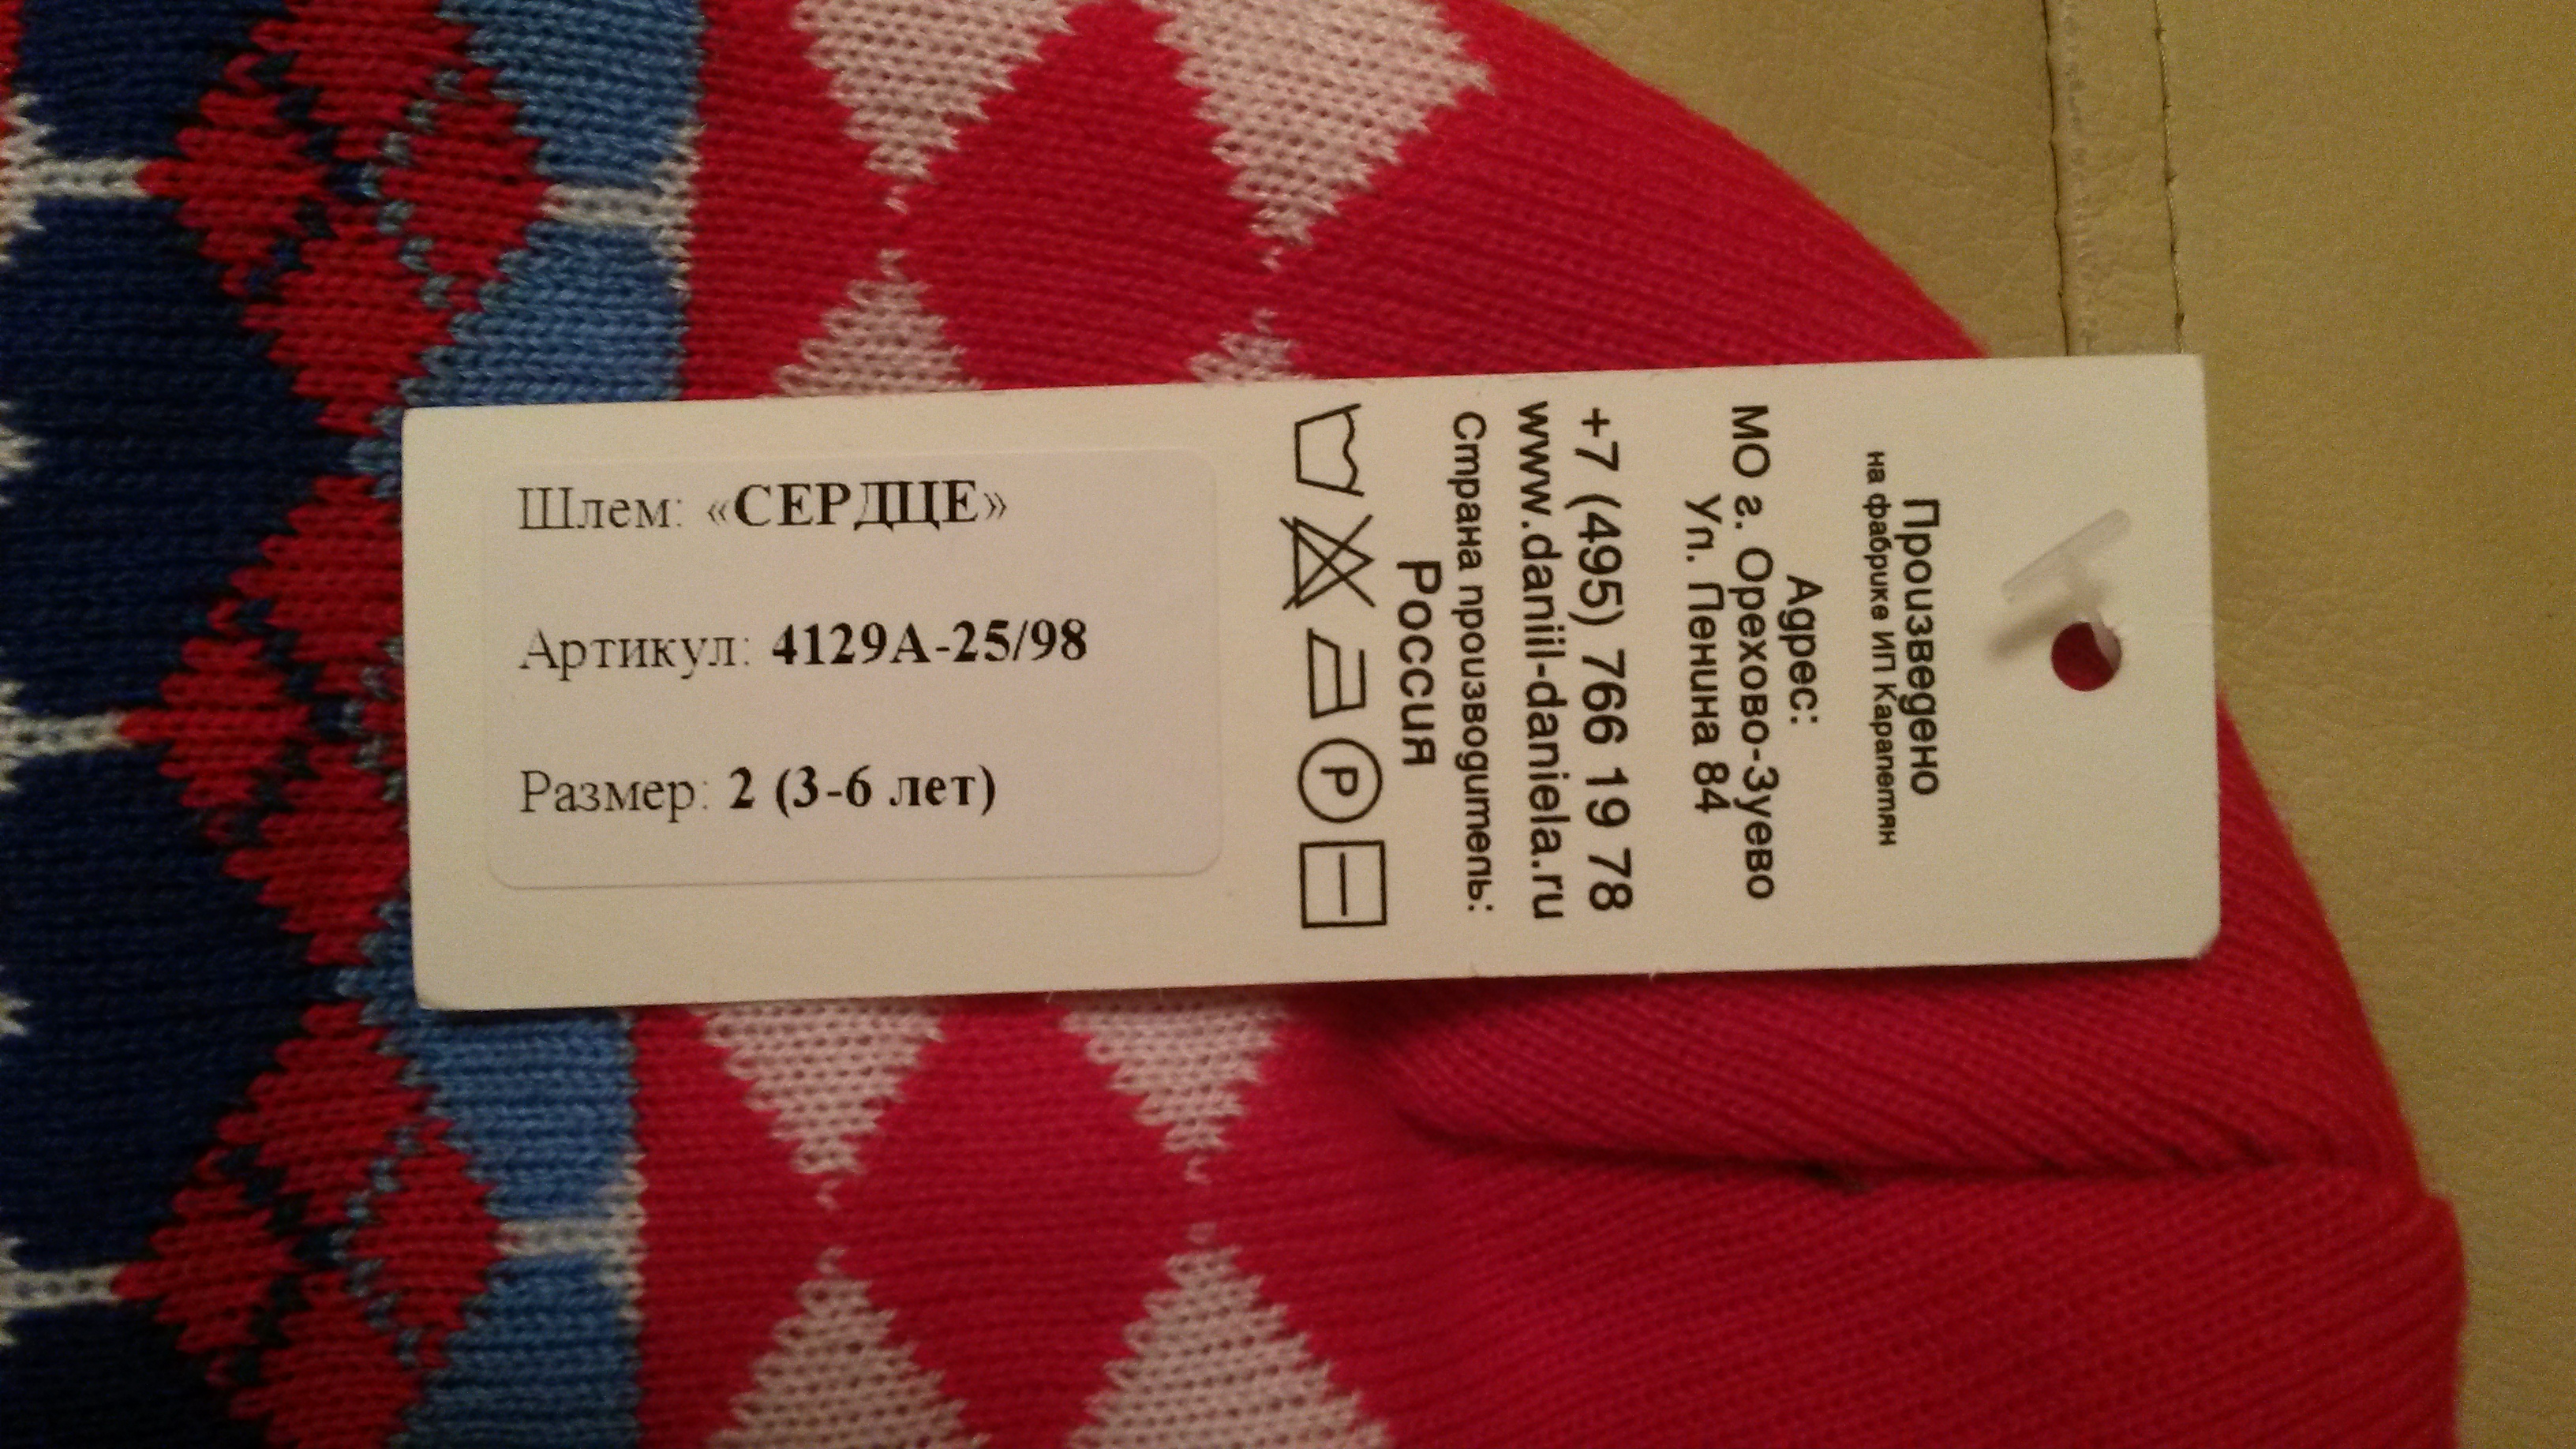 Шлем: «СЕРДЦЕ»
Артикул: 4129А-25/98
Размер: 2 (3-6 лет)
Произведено
на фабрике ИП Карапетян
Адрес:
МО г. Орехово-Зуево
Ул. Ленина 84
+7 (495) 766 19 78
www.daniil-daniela.ru
Страна производитель:
Россия
P